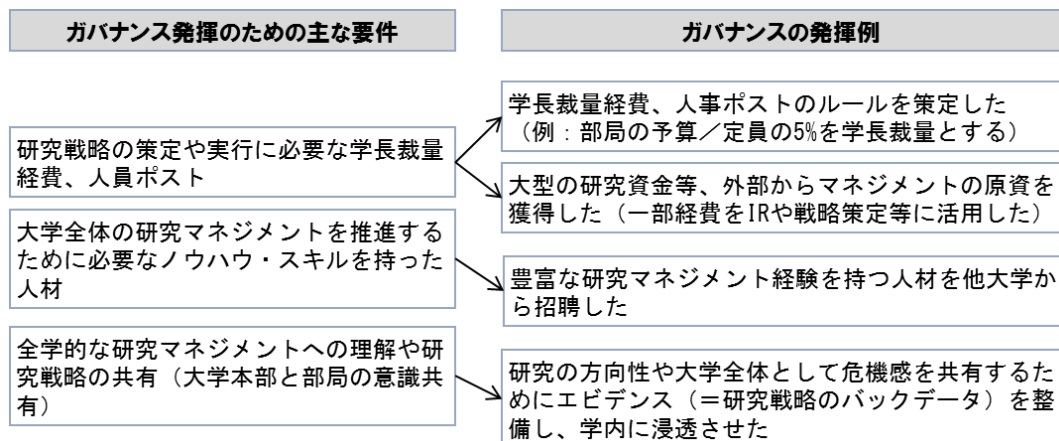 ガバナンス発揮のための主な要件
ガバナンスの発揮例
研究戦略の策定や実行に必要な学長裁量
経費、人員ポスト
大学全体の研究マネジメントを推進する
ために必要なノウハウ・スキルを持った
人材
全学的な研究マネジメントへの理解や研
究戦略の共有（大学本部と部局の意識共
有）
学長裁量経費、人事ポストのルールを策定した
（例：部局の予算／定員の5%を学長裁量とする）
大型の研究資金等、外部からマネジメントの原資を
獲得した（一部経費をIRや戦略策定等に活用した）
豊富な研究マネジメント経験を持つ人材を他大学か
ら招聘した
研究の方向性や大学全体として危機感を共有するた
めにエビデンス（＝研究戦略のバックデータ）を整
備し、学内に浸透させた